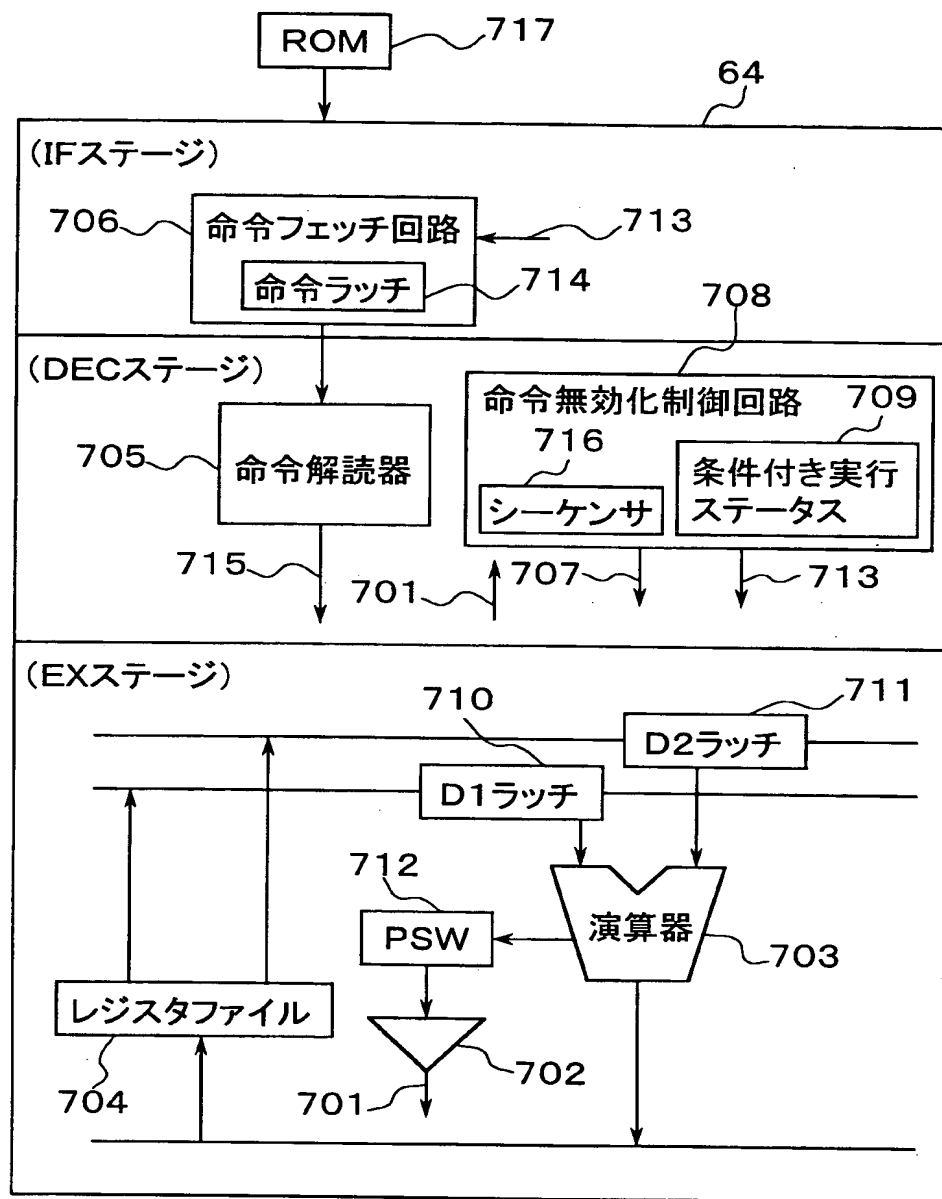 ROM
717
64
(IFステージ)
706
命令フェッチ回路
713
命令ラッチ
714
708
(DECステージ)
命令無効化制御回路
709
705
命令解読器
716
シーケンサ
条件付き実行
ステータス
715
701
707
713
(EXステージ)
710
711
D2ラッチ
D1ラッチ
712
PSW
演算器
703
レジスタファイル
704
702
701